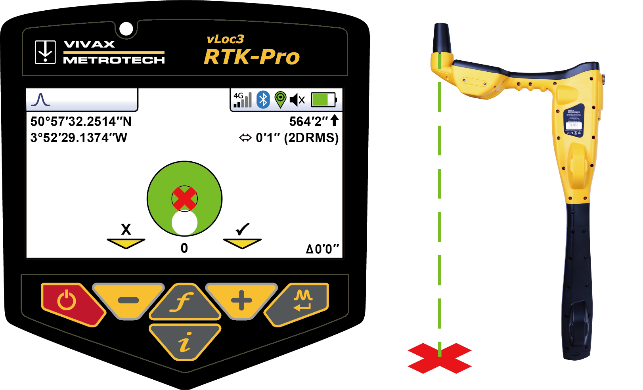 VIVAX
METROTECH
vLoc3
RTK-Pro
4G
50°57'32.2514"N
564'2"
3°52'29.1374"W
0'1" (2DRMS)
X
✓
0
Δ0'0"
f
i